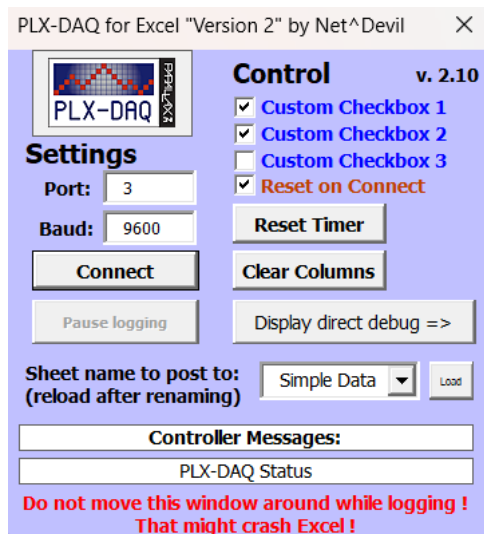 PLX-DAQ for Excel "Version 2" by Net^Devil
PLX-DAQ
PARALLAX
Control v. 2.10
Custom Checkbox 1
Custom Checkbox 2
Custom Checkbox 3
Reset on Connect
Settings
Port: 3
Baud: 9600
Reset Timer
Connect
Clear Columns
Pause logging
Display direct debug =>
Sheet name to post to:
(reload after renaming)
Simple Data
Load
Controller Messages:
PLX-DAQ Status
Do not move this window around while logging !
That might crash Excel !